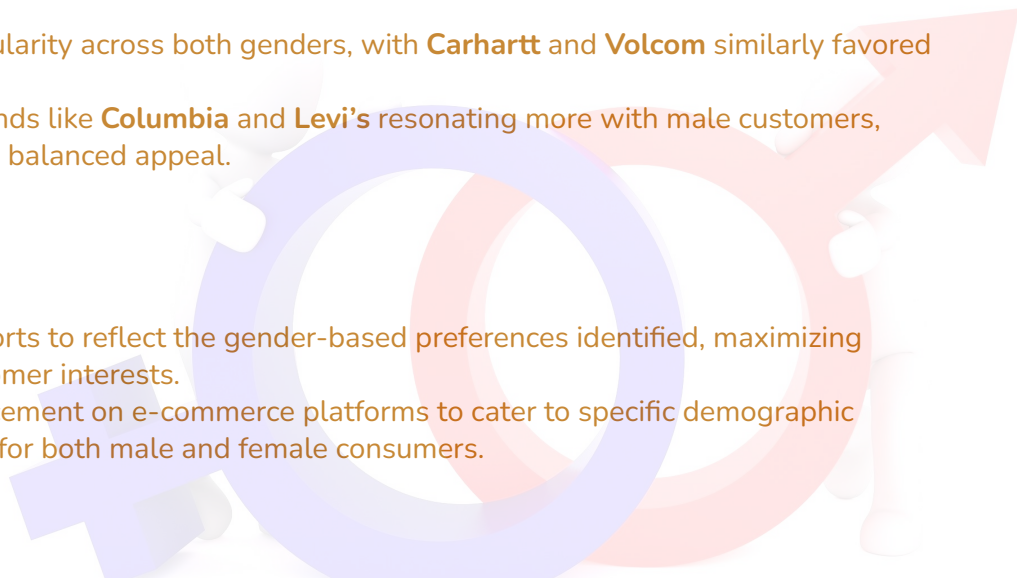 ularity across both genders, with Carhartt and Volcom similarly favored
nds like Columbia and Levi's resonating more with male customers,
balanced appeal.
orts to reflect the gender-based preferences identified, maximizing
mer interests.
ement on e-commerce platforms to cater to specific demographic
for both male and female consumers.